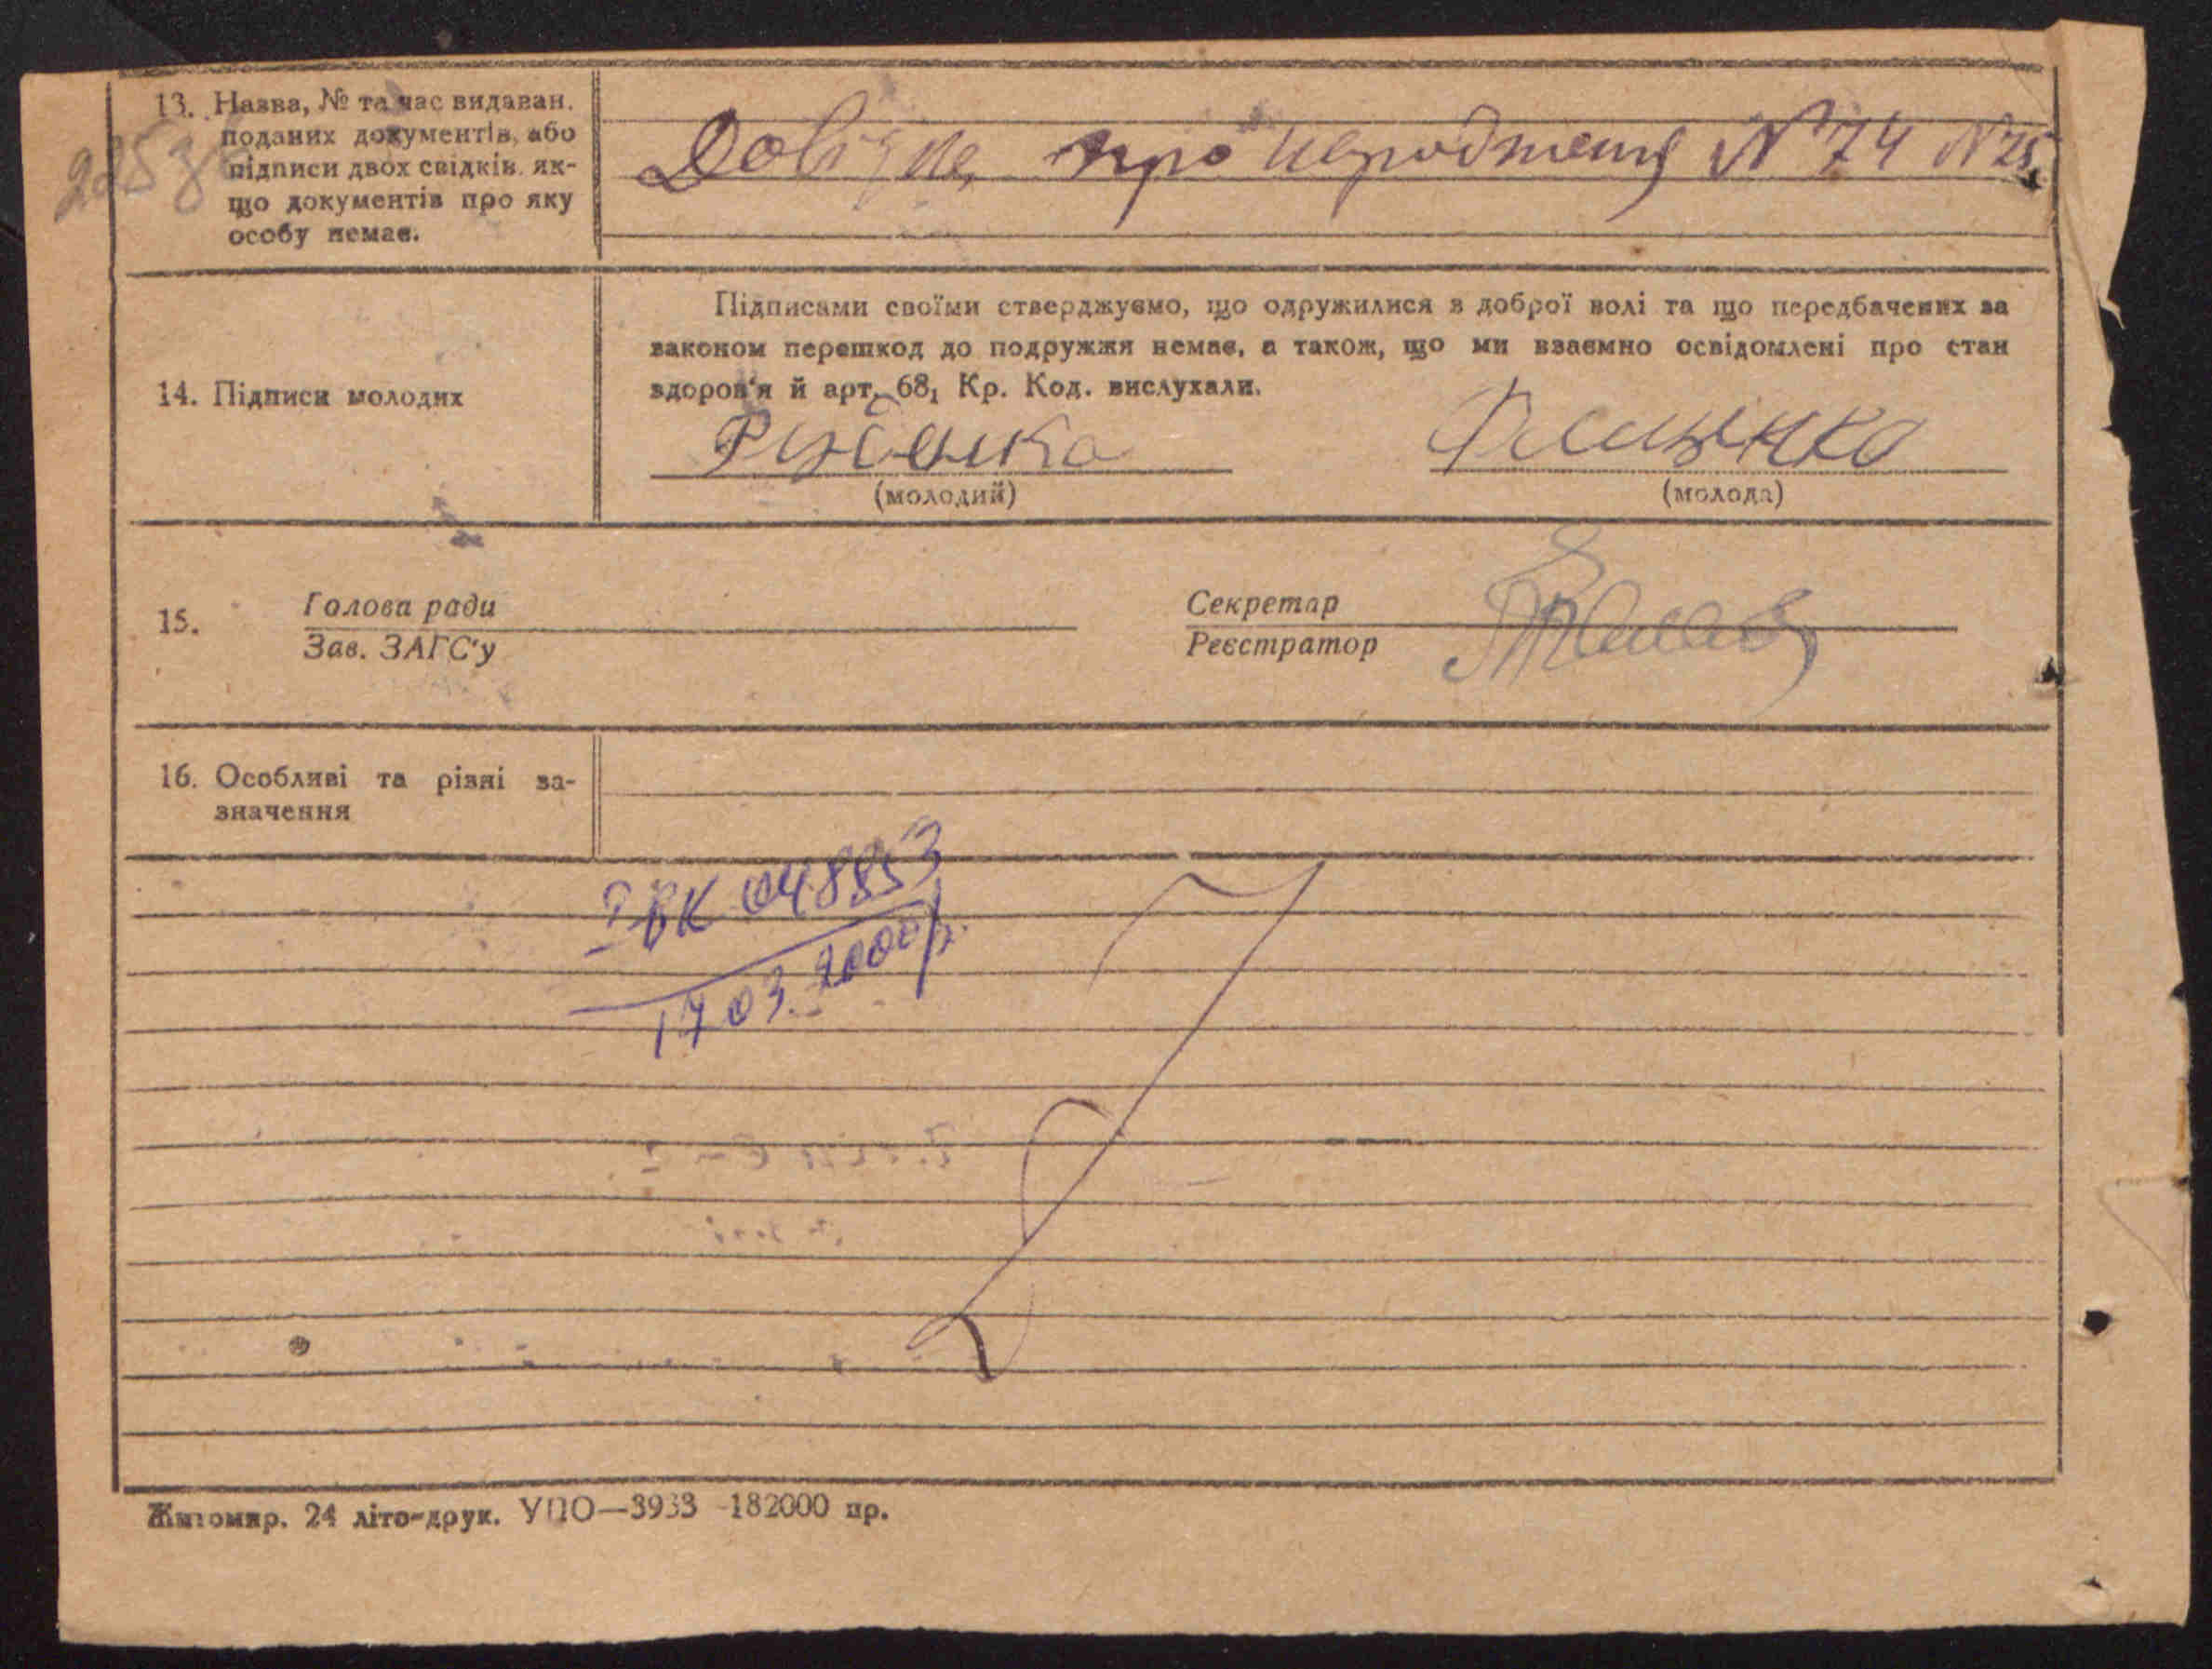 13. Назва, № та час видаван.
поданих документів, або
підписи двох свідків, як-
що документів про яку
особу немає.
Довідка про народження № 74 № 75
14. Підписи молодих
Підписами своїми стверджуємо, що одружилися з доброї волі та що передбачених за
законом перешкод до подружжя немає, а також, що ми взаємно освідомлені про стан
здоров'я й арт. 68₁ Кр. Код. вислухали.
(молодий)
(молода)
15.
Голова ради
Зав. ЗАГС'у
Секретар
Реєстратор
16. Особливі та різні за-
значення
І БК 048853
17.03.2000р.
Житомир. 24 літо-друк. УПО—3933 -182000 пр.